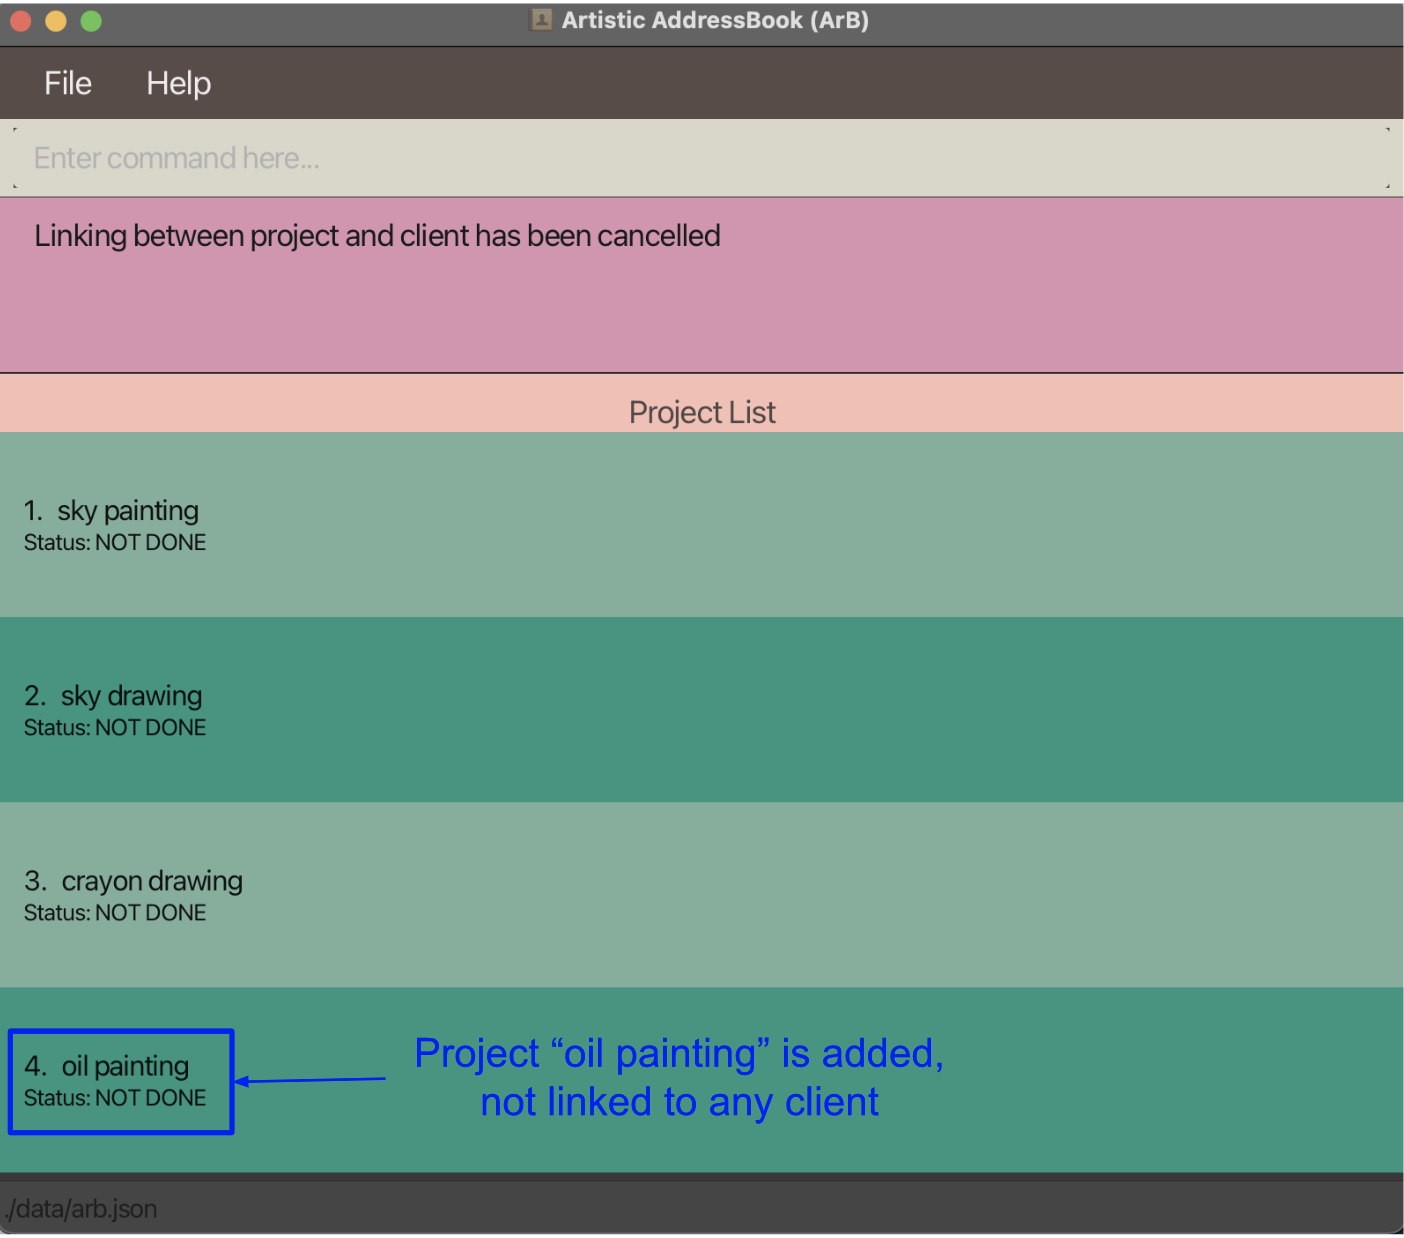 Artistic AddressBook (ArB)
File Help
Enter command here...
Linking between project and client has been cancelled
Project List
1. sky painting
Status: NOT DONE
2. sky drawing
Status: NOT DONE
3. crayon drawing
Status: NOT DONE
4. oil painting
Status: NOT DONE
Project “oil painting” is added,
not linked to any client
./data/arb.json